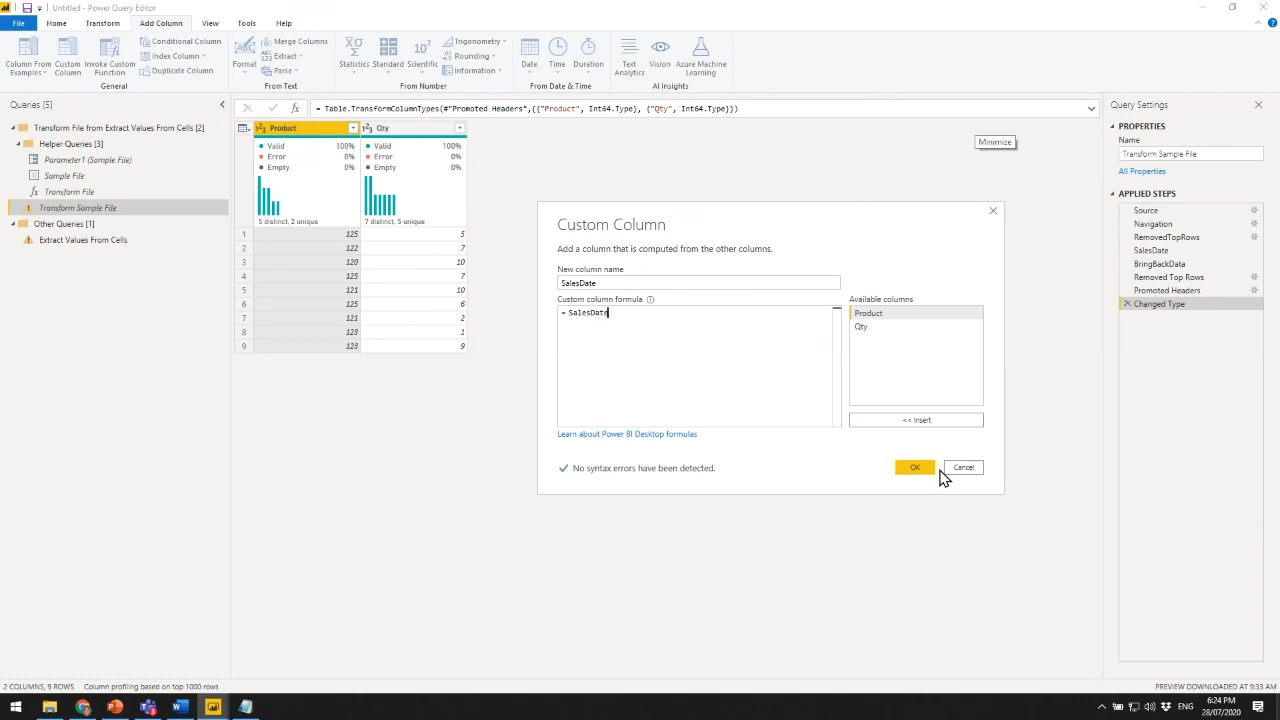 Untitled - Power Query Editor
File Home Transform Add Column View Tools Help
Column From Examples Custom Column Invoke Custom Function Conditional Column Index Column Duplicate Column General
Format Merge Columns Extract Parse From Text
Statistics Standard Scientific Trigonometry Rounding Information From Number
Date Time Duration From Date & Time
Text Analytics Vision Azure Machine Learning AI Insights
Queries [5]
Transform File from Extract Values From Cells [2]
Helper Queries [3]
Parameter1 (Sample File)
Sample File
Transform File
Transform Sample File
Other Queries [1]
Extract Values From Cells
= Table.TransformColumnTypes(#"Promoted Headers",{{"Product", Int64.Type}, {"Qty", Int64.Type}})
Product Qty
Valid 100% Valid 100%
Error 0% Error 0%
Empty 0% Empty 0%
5 distinct, 2 unique 7 distinct, 5 unique
1 125 5
2 122 7
3 120 10
4 125 7
5 121 10
6 125 6
7 121 2
8 123 1
9 123 9
Minimize
Custom Column
Add a column that is computed from the other columns.
New column name
SalesDate
Custom column formula
= SalesDate
Available columns
Product
Qty
<< Insert
Learn about Power BI Desktop formulas
No syntax errors have been detected.
OK Cancel
Query Settings
PROPERTIES
Name
Transform Sample File
All Properties
APPLIED STEPS
Source
Navigation
RemovedTopRows
SalesDate
BringBackData
Removed Top Rows
Promoted Headers
Changed Type
2 COLUMNS, 9 ROWS Column profiling based on top 1000 rows
PREVIEW DOWNLOADED AT 9:33 AM
ENG
6:24 PM
28/07/2020